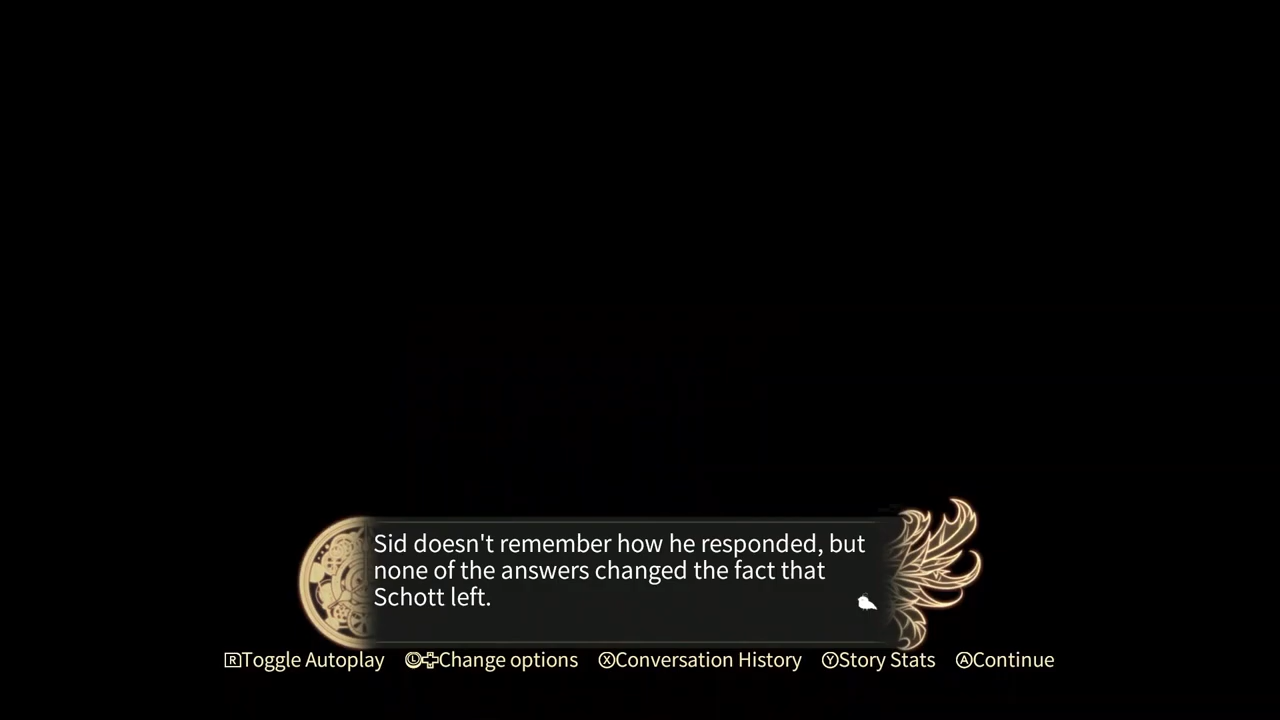 Sid doesn't remember how he responded, but
none of the answers changed the fact that
Schott left.
RToggle Autoplay LChange options XConversation History YStory Stats AContinue